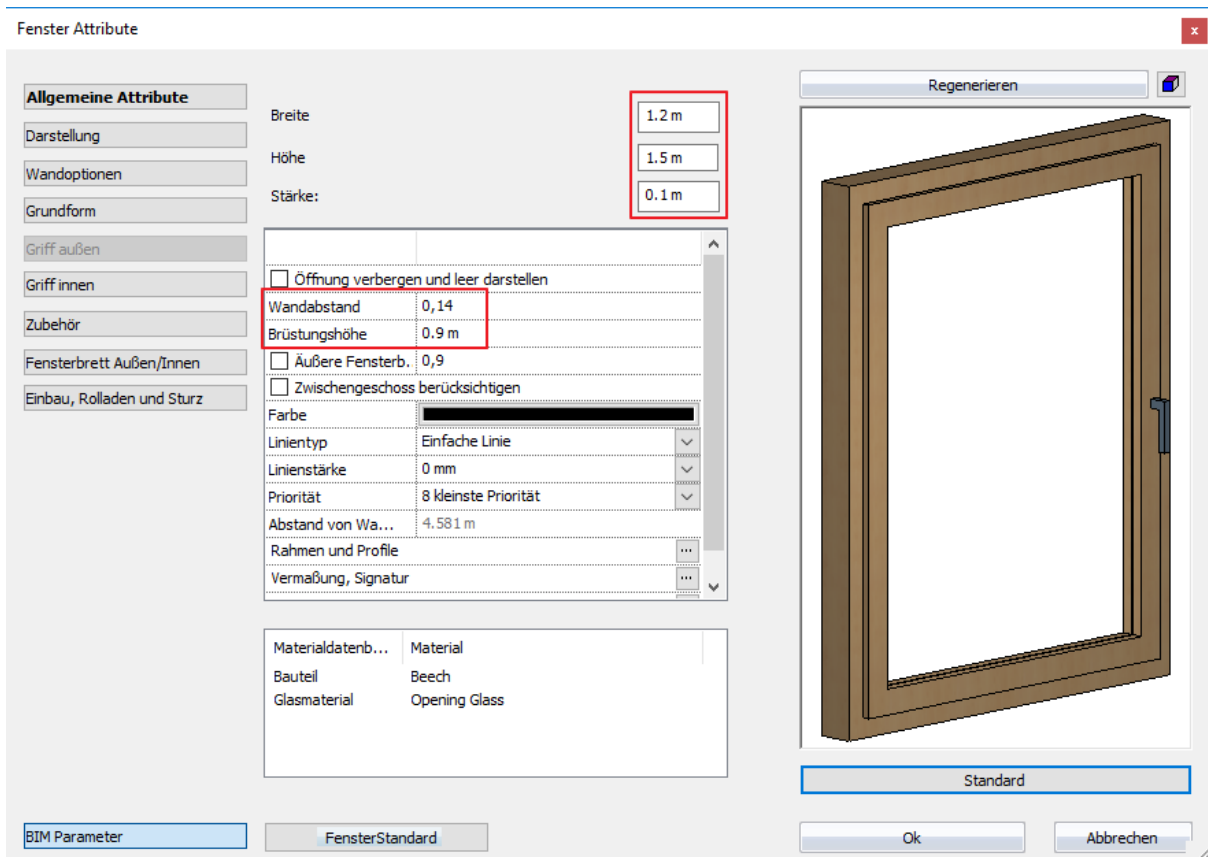 Fenster Attribute
x
Allgemeine Attribute
Darstellung
Wandoptionen
Grundform
Griff außen
Griff innen
Zubehör
Fensterbrett Außen/Innen
Einbau, Rolladen und Sturz
BIM Parameter
Breite 1.2 m
Höhe 1.5 m
Stärke: 0.1 m
Öffnung verbergen und leer darstellen
Wandabstand 0,14
Brüstungshöhe 0.9 m
Äußere Fensterb. 0,9
Zwischengeschoss berücksichtigen
Farbe
Linientyp Einfache Linie
Linienstärke 0 mm
Priorität 8 kleinste Priorität
Abstand von Wa... 4.581 m
Rahmen und Profile ...
Vermaßung, Signatur ...
Materialdatenb... Material
Bauteil Beech
Glasmaterial Opening Glass
FensterStandard
Regenerieren
Standard
Ok Abbrechen